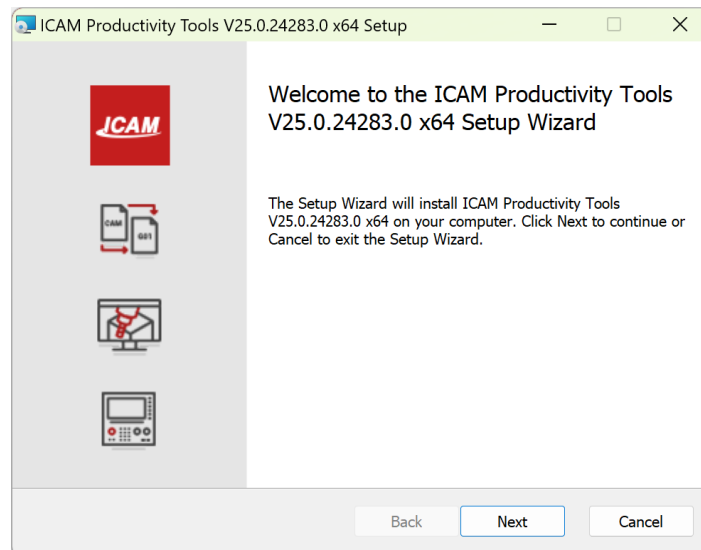 ICAM Productivity Tools V25.0.24283.0 x64 Setup
ICAM
Welcome to the ICAM Productivity Tools
V25.0.24283.0 x64 Setup Wizard
The Setup Wizard will install ICAM Productivity Tools
V25.0.24283.0 x64 on your computer. Click Next to continue or
Cancel to exit the Setup Wizard.
CAM
G01
Back
Next
Cancel